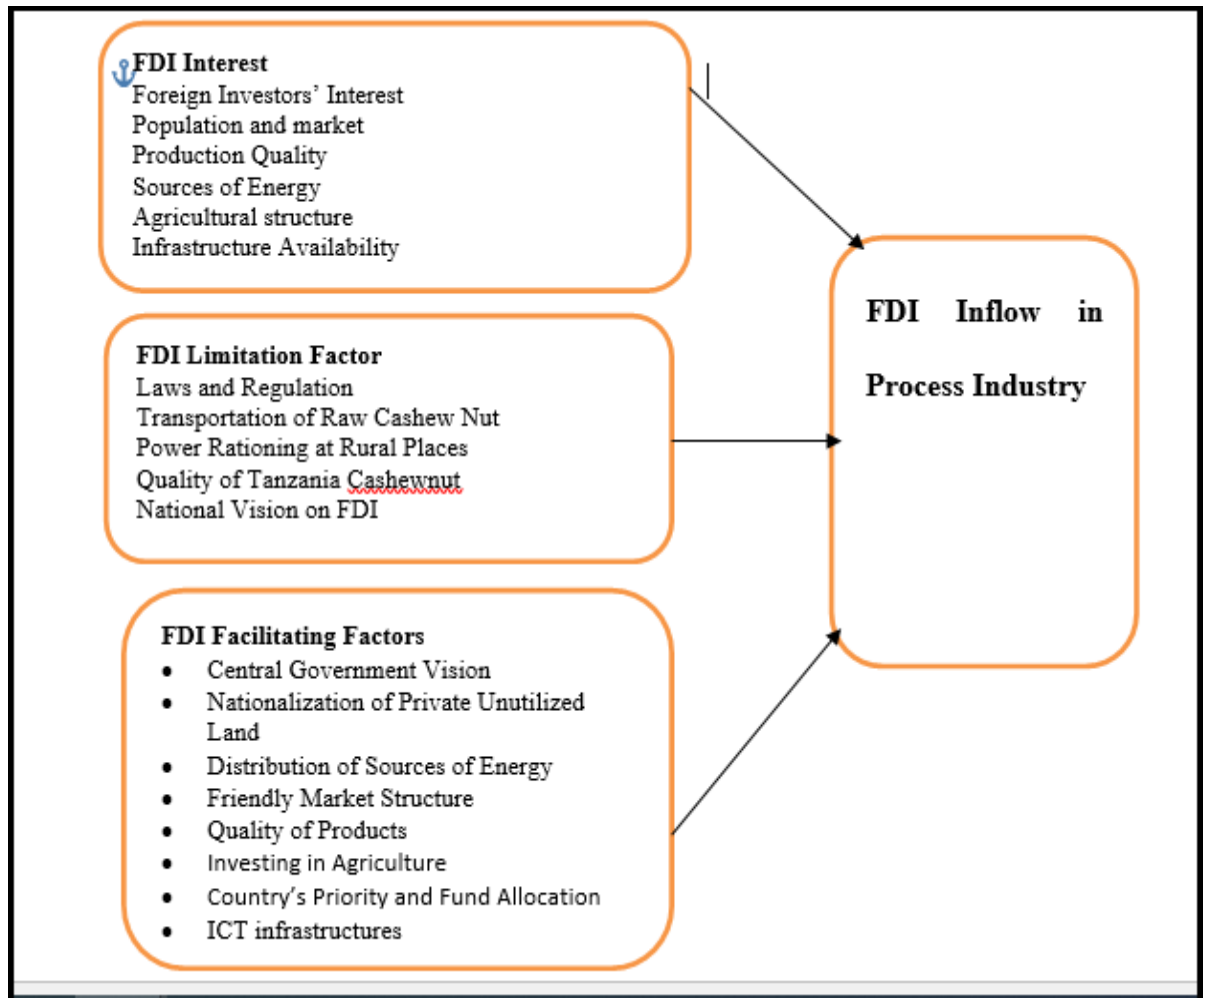 FDI Interest
Foreign Investors’ Interest
Population and market
Production Quality
Sources of Energy
Agricultural structure
Infrastructure Availability
FDI Limitation Factor
Laws and Regulation
Transportation of Raw Cashew Nut
Power Rationing at Rural Places
Quality of Tanzania Cashewnut
National Vision on FDI
FDI Facilitating Factors
• Central Government Vision
• Nationalization of Private Unutilized
Land
• Distribution of Sources of Energy
• Friendly Market Structure
• Quality of Products
• Investing in Agriculture
• Country’s Priority and Fund Allocation
• ICT infrastructures
FDI Inflow in
Process Industry